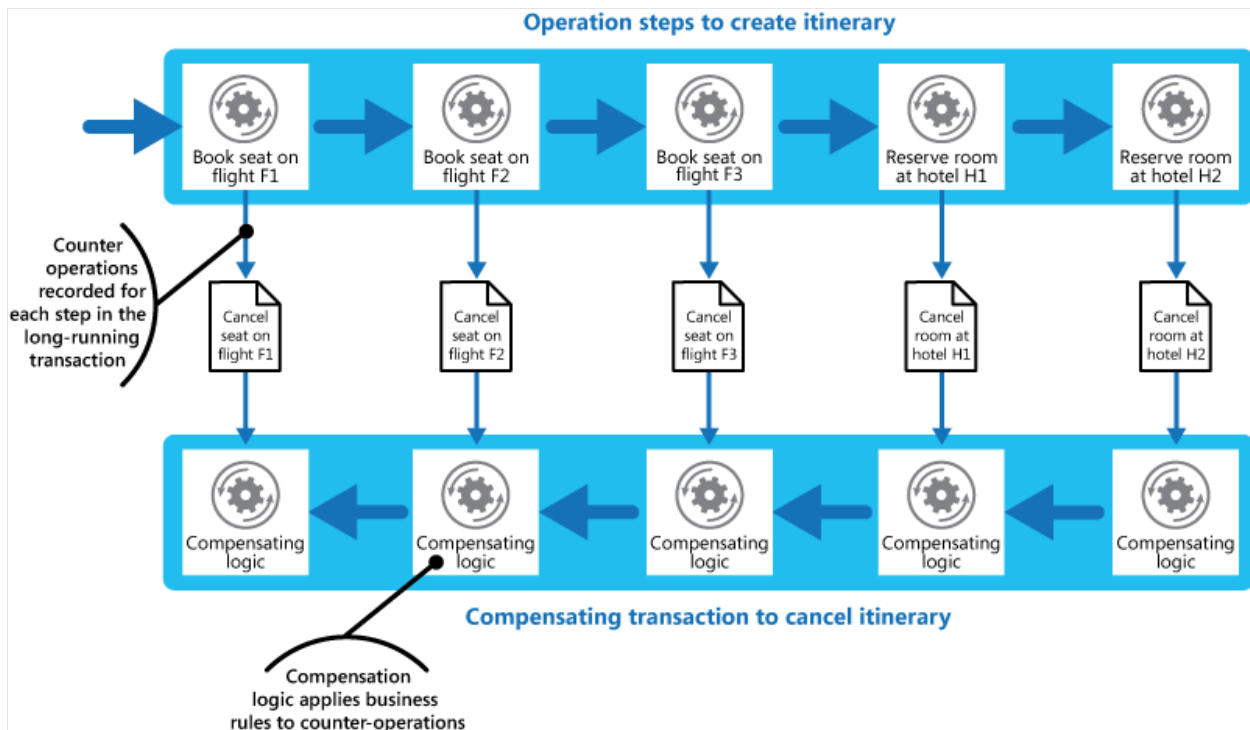 Operation steps to create itinerary
Book seat on
flight F1
Book seat on
flight F2
Book seat on
flight F3
Reserve room
at hotel H1
Reserve room
at hotel H2
Counter
operations
recorded for
each step in the
long-running
transaction
Cancel
seat on
flight F1
Cancel
seat on
flight F2
Cancel
seat on
flight F3
Cancel
room at
hotel H1
Cancel
room at
hotel H2
Compensating
logic
Compensating
logic
Compensating
logic
Compensating
logic
Compensating
logic
Compensating transaction to cancel itinerary
Compensation
logic applies business
rules to counter-operations